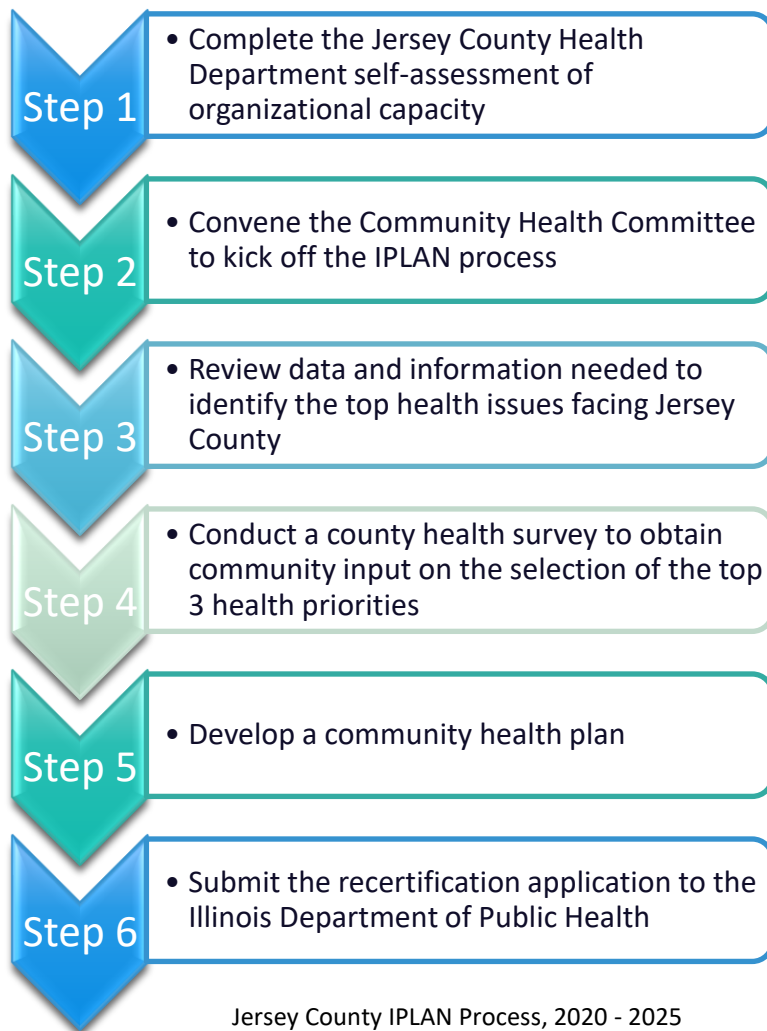 Step 1
• Complete the Jersey County Health
Department self-assessment of
organizational capacity
Step 2
• Convene the Community Health Committee
to kick off the IPLAN process
Step 3
• Review data and information needed to
identify the top health issues facing Jersey
County
Step 4
• Conduct a county health survey to obtain
community input on the selection of the top
3 health priorities
Step 5
• Develop a community health plan
Step 6
• Submit the recertification application to the
Illinois Department of Public Health
Jersey County IPLAN Process, 2020 - 2025